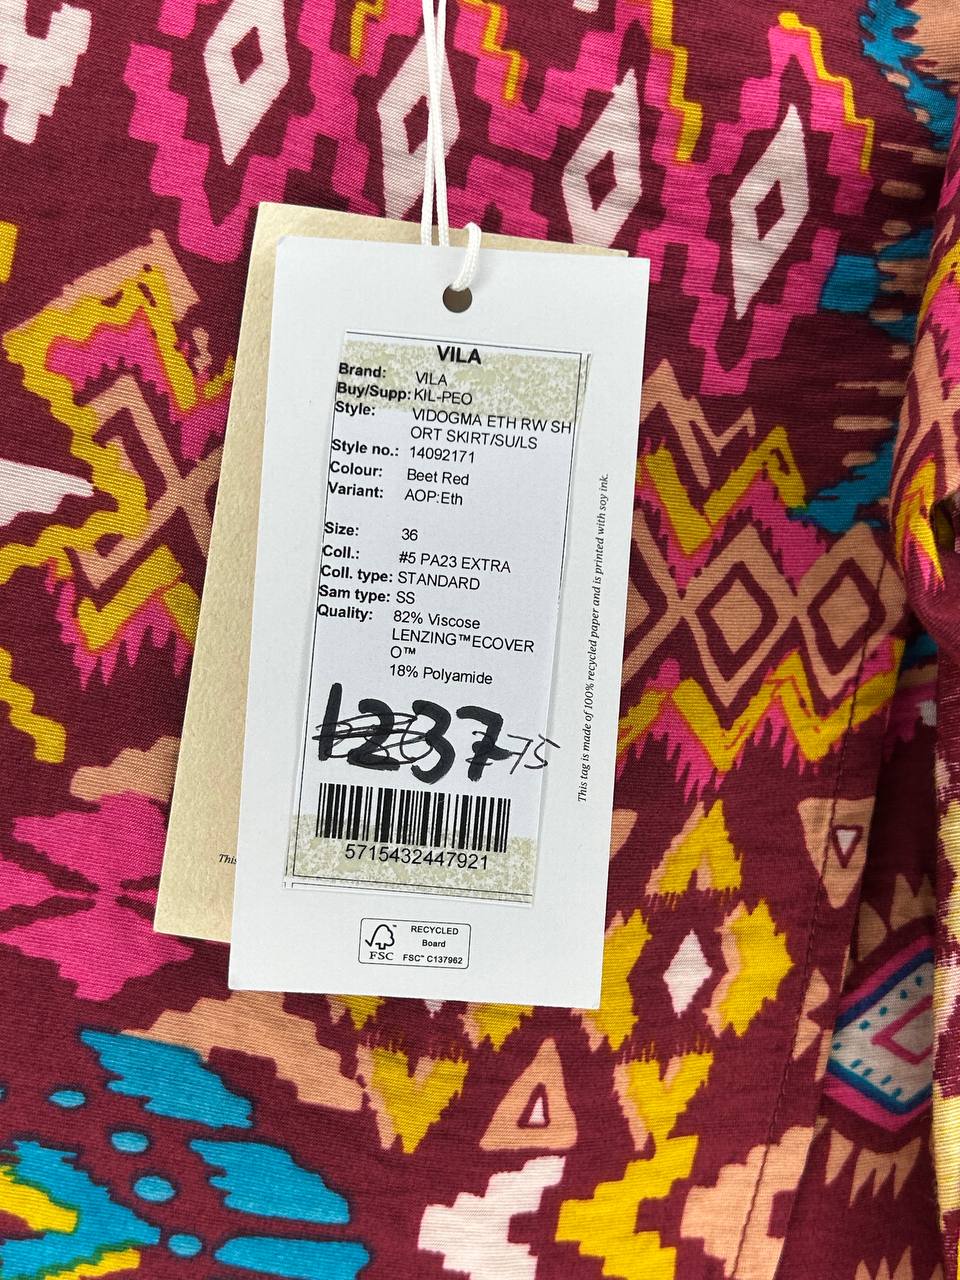 VILA
Brand: VILA
Buy/Supp: KIL-PEO
Style: VIDOGMA ETH RW SH
ORT SKIRT/SU/LS
Style no.: 14092171
Colour: Beet Red
Variant: AOP:Eth
Size: 36
Coll.: #5 PA23 EXTRA
Coll. type: STANDARD
Sam type: SS
Quality: 82% Viscose
LENZING™ECOVER
O™
18% Polyamide
1237
75
5715432447921
This tag is made of 100% recycled paper and is printed with soy ink.
This
FSC™
RECYCLED
Board
FSC™ C137962